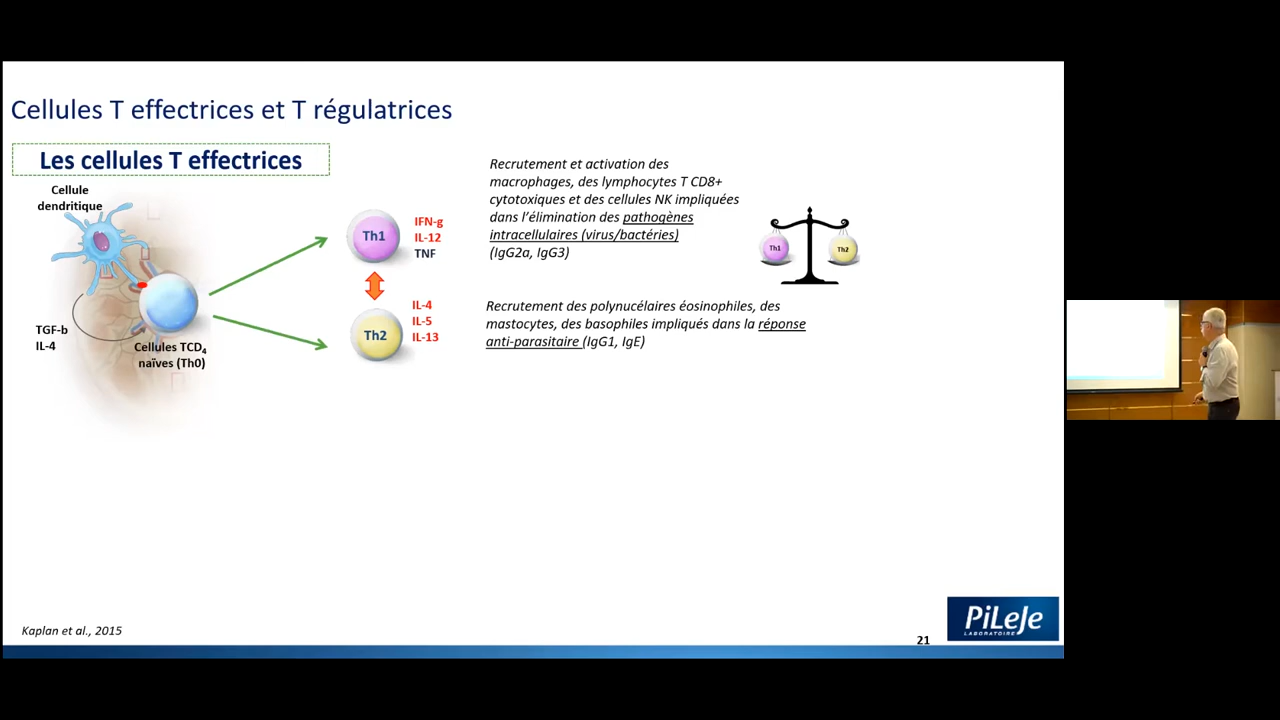 Cellules T effectrices et T régulatrices
Les cellules T effectrices
Cellule
dendritique
TGF-b
IL-4
Cellules TCD4
naïves (Th0)
Th1
IFN-g
IL-12
TNF
Th2
IL-4
IL-5
IL-13
Recrutement et activation des
macrophages, des lymphocytes T CD8+
cytotoxiques et des cellules NK impliquées
dans l'élimination des pathogènes
intracellulaires (virus/bactéries)
(IgG2a, IgG3)
Th1
Th2
Recrutement des polynucélaires éosinophiles, des
mastocytes, des basophiles impliqués dans la réponse
anti-parasitaire (IgG1, IgE)
Kaplan et al., 2015
21
PiLeJe
LABORATOIRE